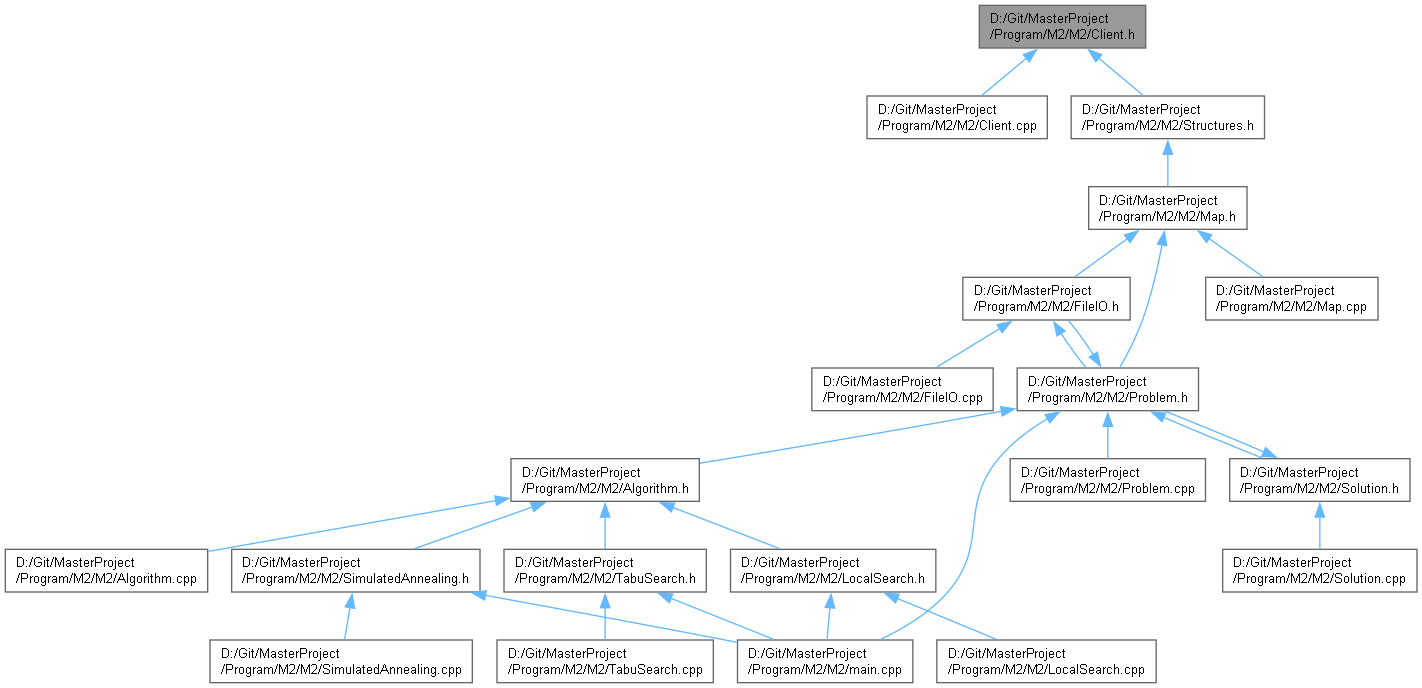 D:/Git/MasterProject
/Program/M2/M2/Client.h
D:/Git/MasterProject
/Program/M2/M2/Client.cpp
D:/Git/MasterProject
/Program/M2/M2/Structures.h
D:/Git/MasterProject
/Program/M2/M2/Map.h
D:/Git/MasterProject
/Program/M2/M2/FileIO.h
D:/Git/MasterProject
/Program/M2/M2/Map.cpp
D:/Git/MasterProject
/Program/M2/M2/FileIO.cpp
D:/Git/MasterProject
/Program/M2/M2/Problem.h
D:/Git/MasterProject
/Program/M2/M2/Algorithm.h
D:/Git/MasterProject
/Program/M2/M2/Problem.cpp
D:/Git/MasterProject
/Program/M2/M2/Solution.h
D:/Git/MasterProject
/Program/M2/M2/Algorithm.cpp
D:/Git/MasterProject
/Program/M2/M2/SimulatedAnnealing.h
D:/Git/MasterProject
/Program/M2/M2/TabuSearch.h
D:/Git/MasterProject
/Program/M2/M2/LocalSearch.h
D:/Git/MasterProject
/Program/M2/M2/Solution.cpp
D:/Git/MasterProject
/Program/M2/M2/SimulatedAnnealing.cpp
D:/Git/MasterProject
/Program/M2/M2/TabuSearch.cpp
D:/Git/MasterProject
/Program/M2/M2/main.cpp
D:/Git/MasterProject
/Program/M2/M2/LocalSearch.cpp